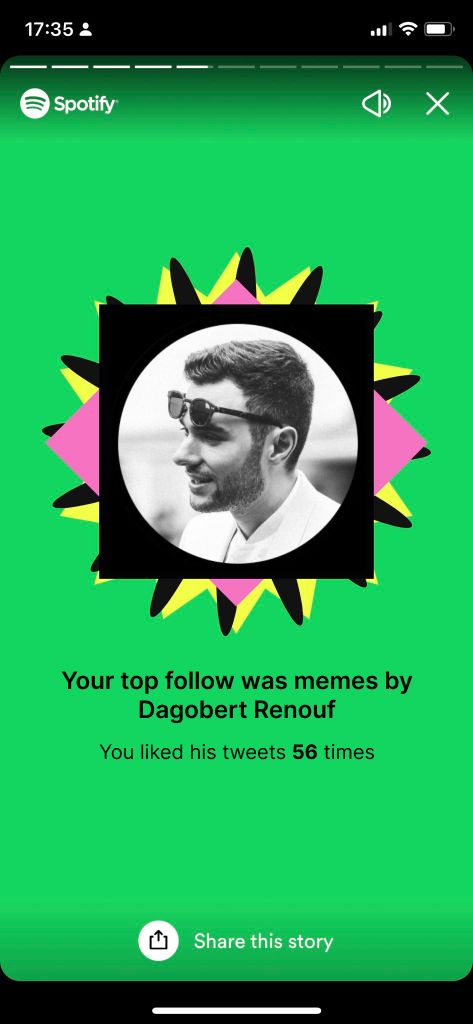 17:35
Spotify
Your top follow was memes by
Dagobert Renouf
You liked his tweets 56 times
Share this story